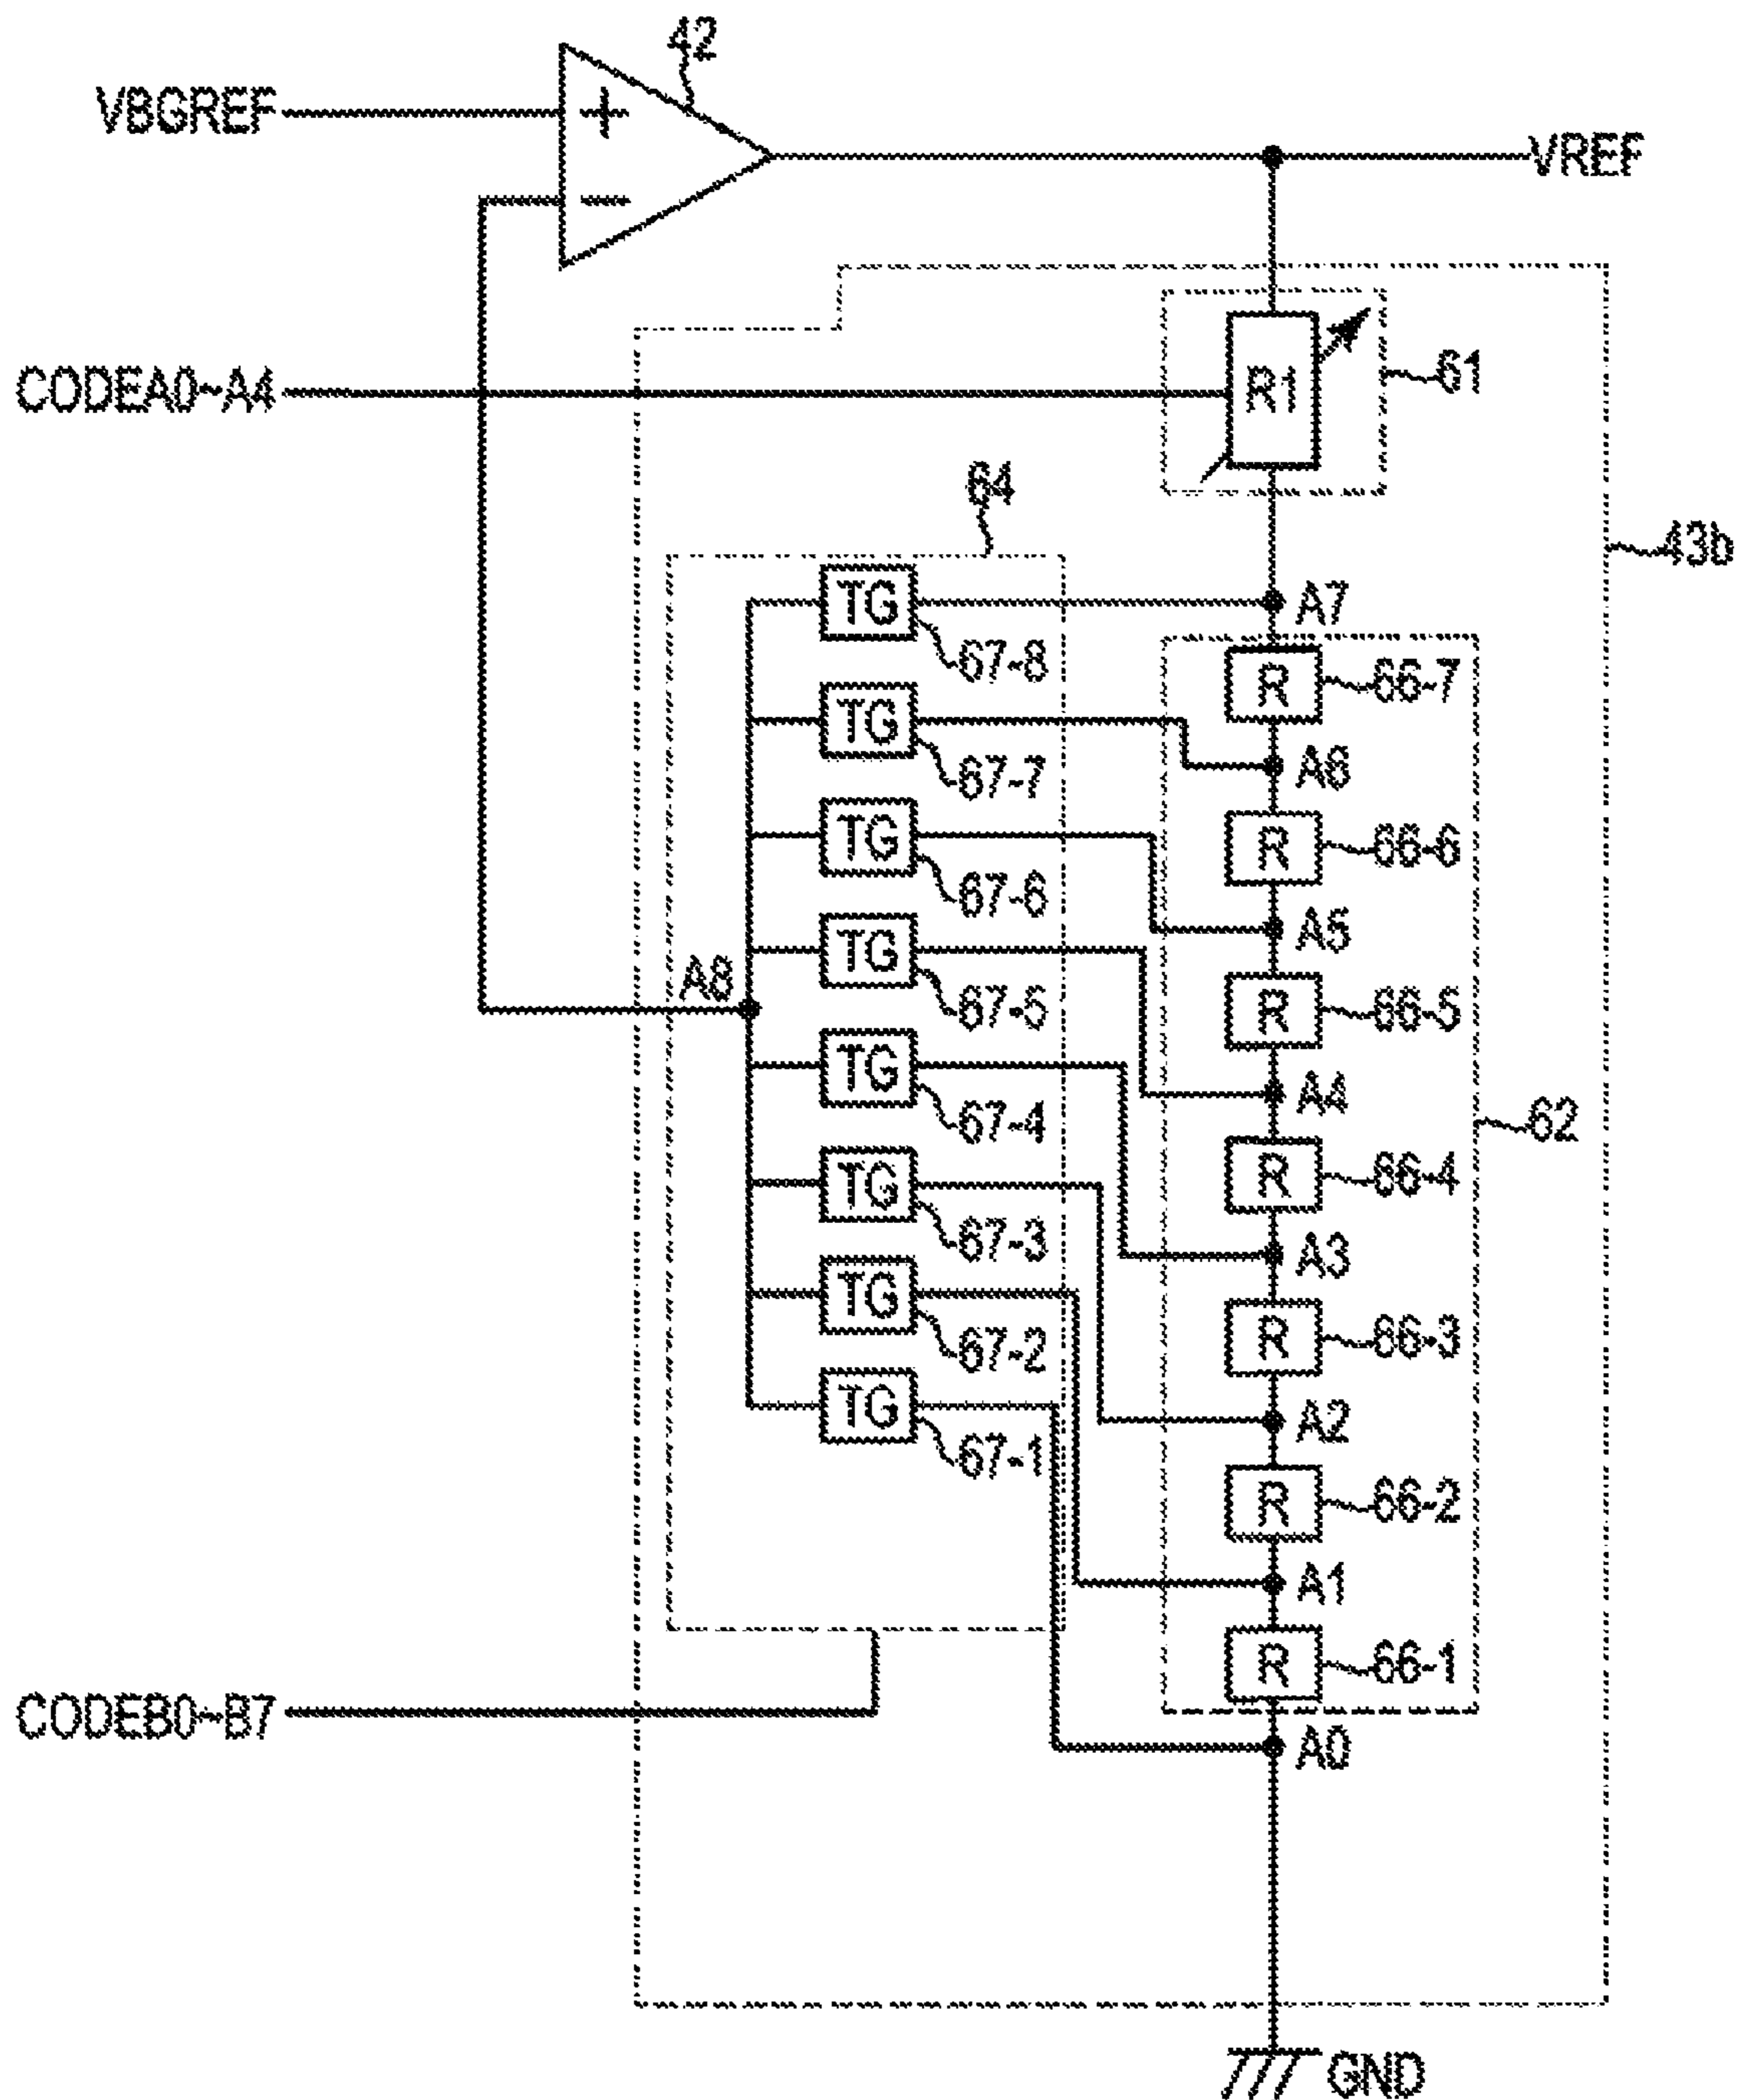 42
VBGREF
+
VREF
−
CODEA0~A4
R1
61
64
43b
TG
A7
67-8
R
66-7
TG
A6
67-7
TG
R
66-6
67-6
A5
TG
A8
67-5
R
66-5
TG
A4
67-4
62
TG
R
66-4
67-3
A3
TG
67-2
R
66-3
TG
A2
67-1
R
66-2
A1
R
66-1
CODEB0~B7
A0
GND